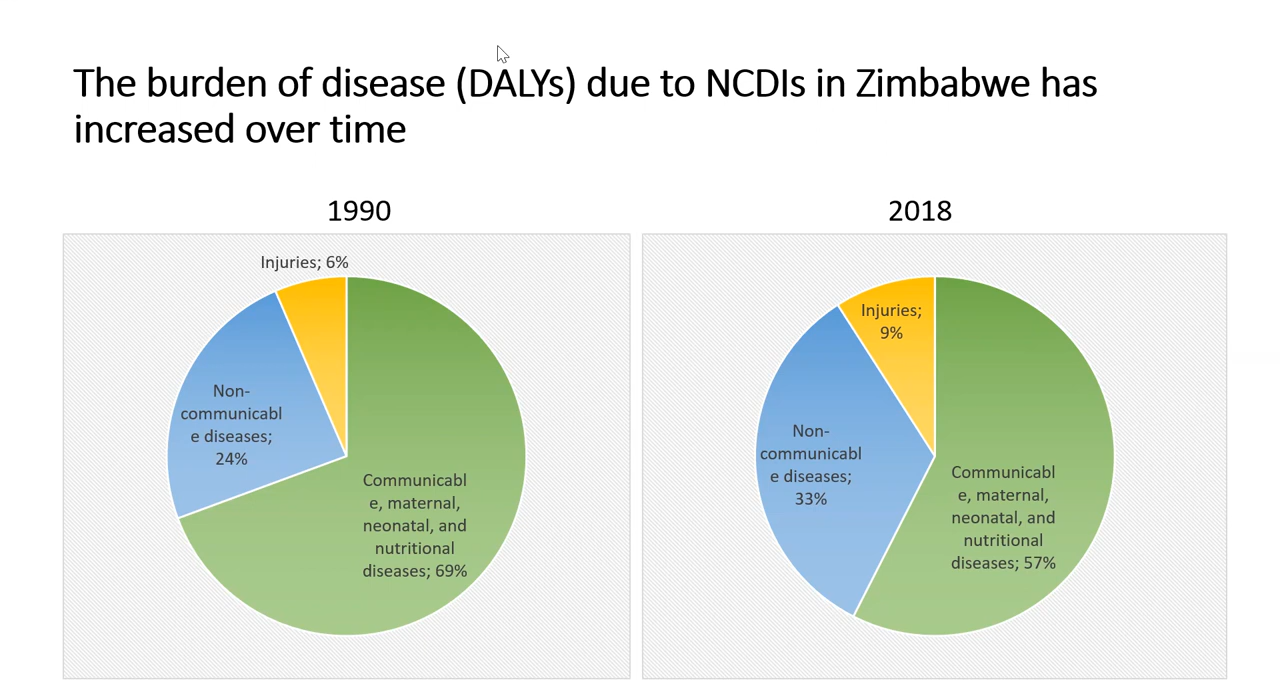 The burden of disease (DALYs) due to NCDIs in Zimbabwe has
increased over time
1990
Injuries; 6%
Non-
communicabl
e diseases;
24%
Communicabl
e, maternal,
neonatal, and
nutritional
diseases; 69%
2018
Injuries;
9%
Non-
communicabl
e diseases;
33%
Communicabl
e, maternal,
neonatal, and
nutritional
diseases; 57%